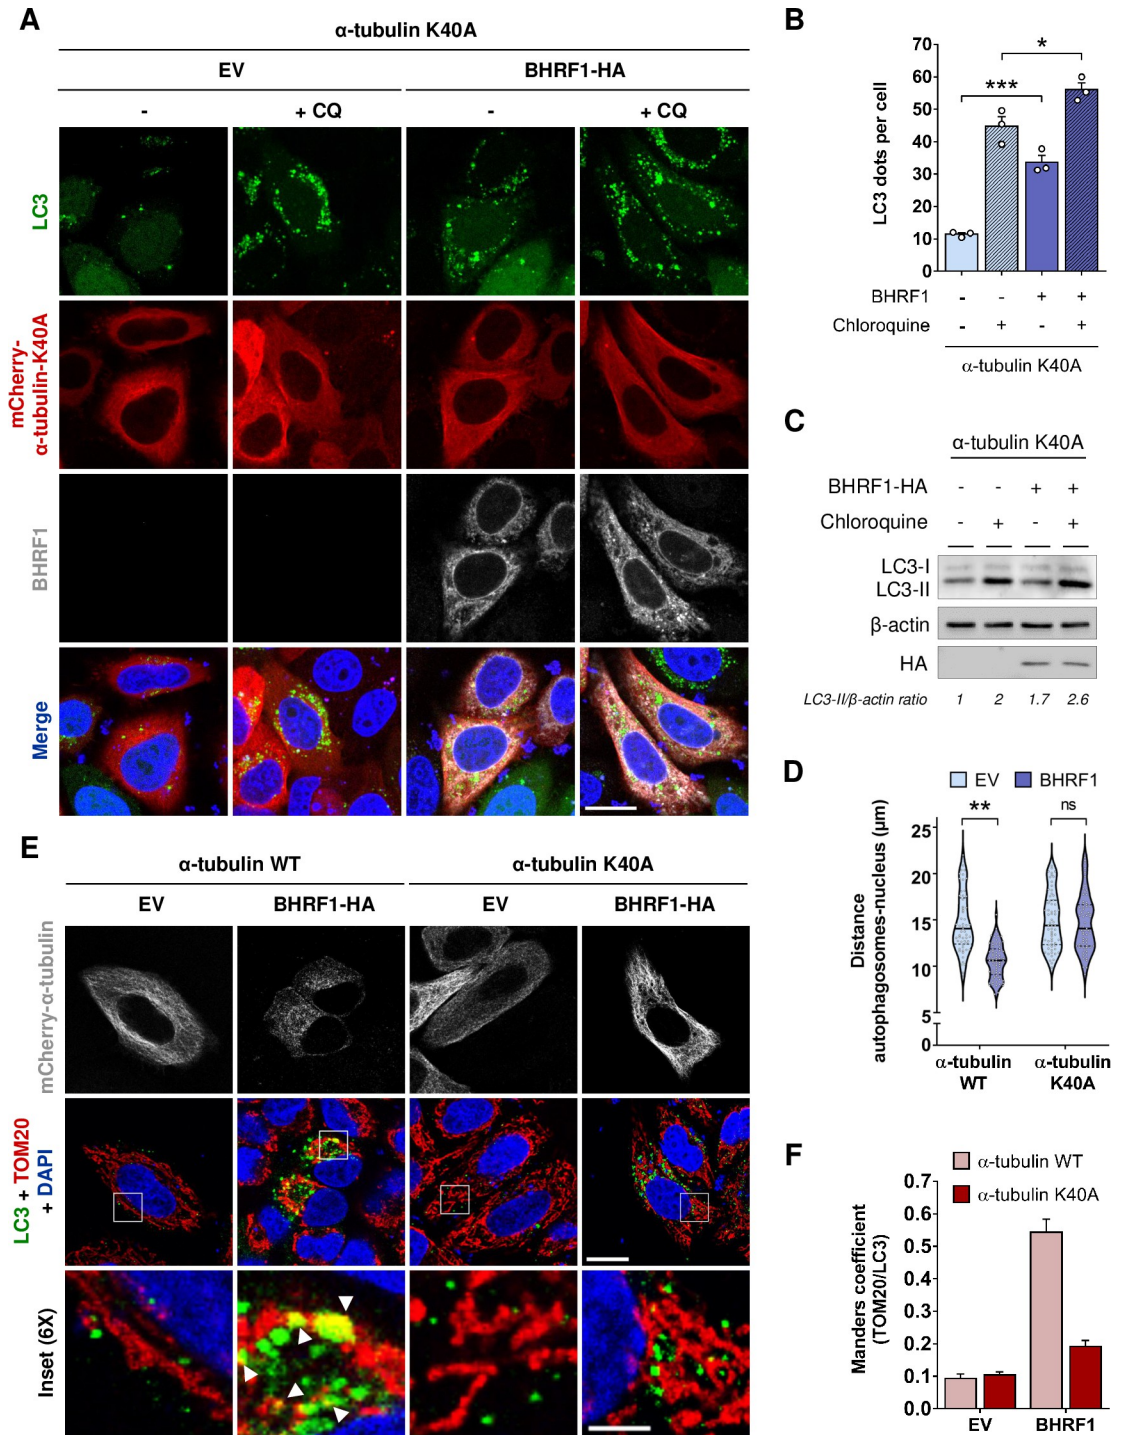 A
α-tubulin K40A
EV
BHRF1-HA
-
+ CQ
-
+ CQ
LC3
mCherry-
α-tubulin-K40A
BHRF1
Merge
B
LC3 dots per cell
70
60
50
40
30
20
10
0
***
*
BHRF1 - - + +
Chloroquine - + - +
α-tubulin K40A
C
α-tubulin K40A
BHRF1-HA - - + +
Chloroquine - + - +
LC3-I
LC3-II
β-actin
HA
LC3-II/β-actin ratio 1 2 1.7 2.6
D
EV BHRF1
Distance
autophagosomes-nucleus (μm)
25
20
15
10
5
0
**
ns
α-tubulin
WT
α-tubulin
K40A
E
α-tubulin WT
α-tubulin K40A
EV
BHRF1-HA
EV
BHRF1-HA
mCherry-α-tubulin
LC3 + TOM20
+ DAPI
Inset (6X)
F
α-tubulin WT
α-tubulin K40A
Manders coefficient
(TOM20/LC3)
0.7
0.6
0.5
0.4
0.3
0.2
0.1
0.0
EV
BHRF1